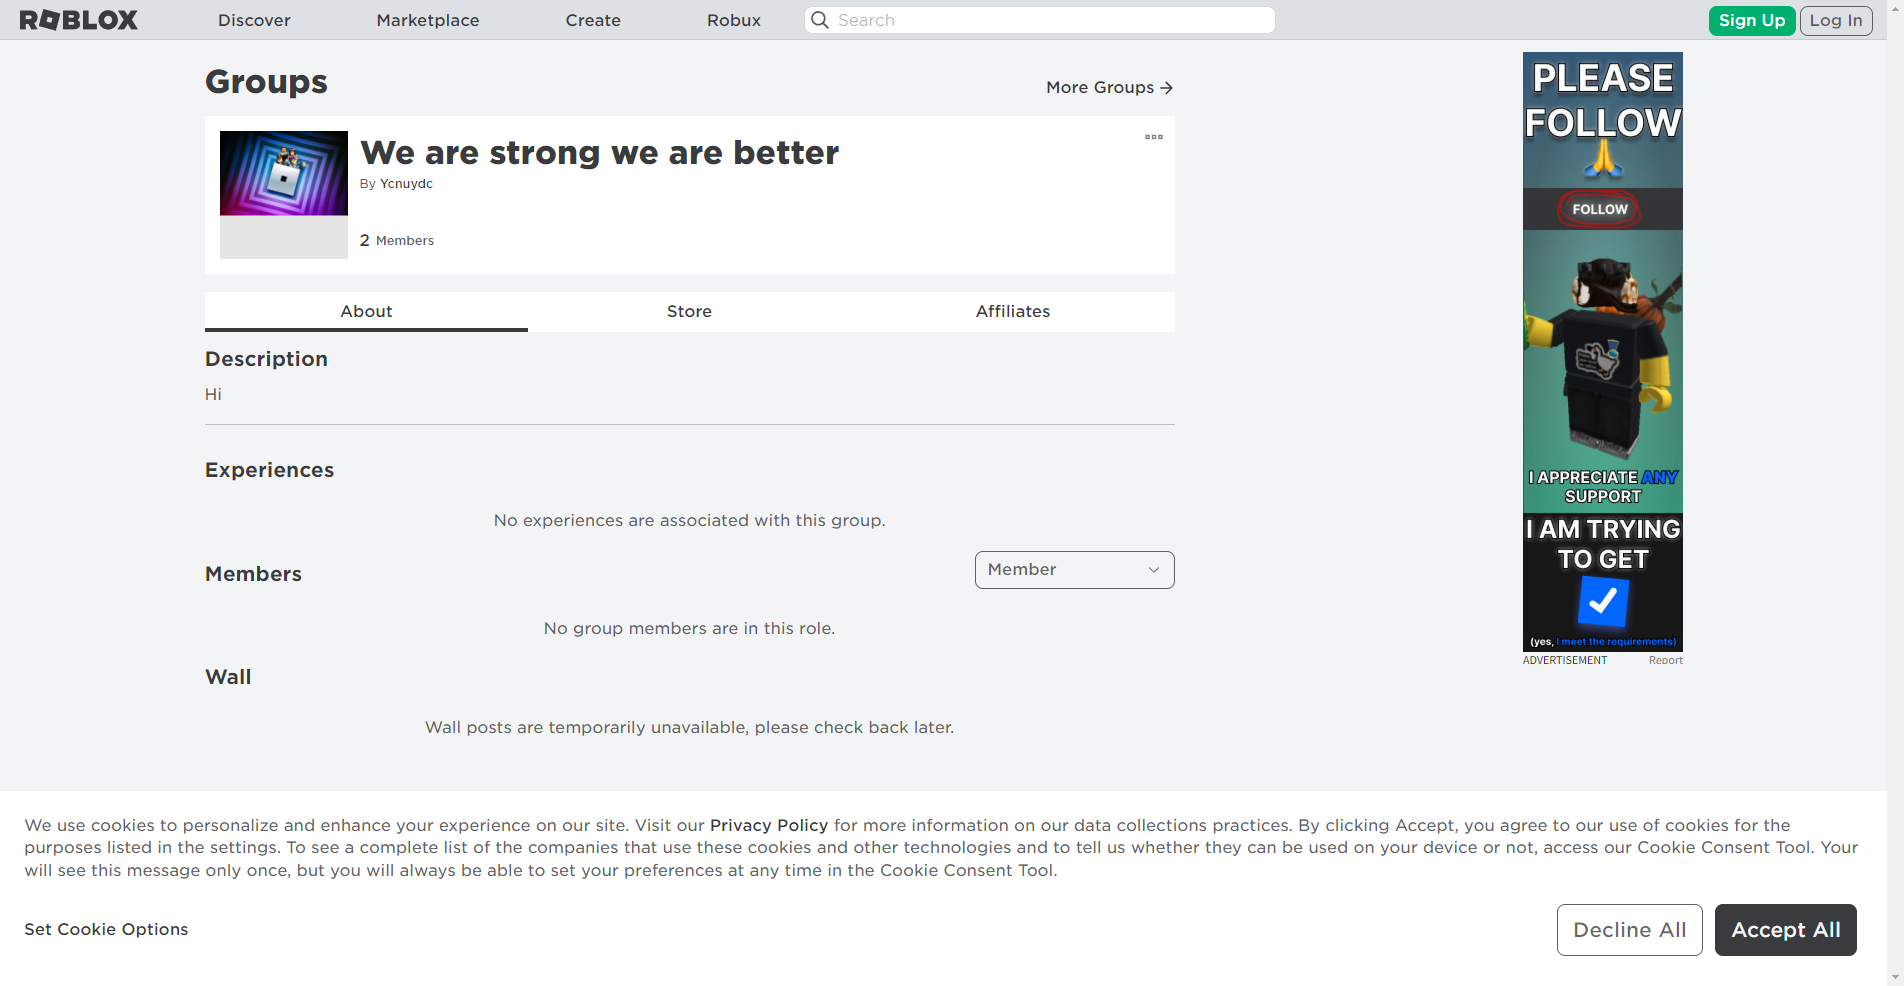 ROBLOX
Discover
Marketplace
Create
Robux
Search
Sign Up
Log In
Groups
More Groups →
We are strong we are better
By Ycnuydc
2 Members
About
Store
Affiliates
Description
Hi
Experiences
No experiences are associated with this group.
Members
Member
No group members are in this role.
Wall
Wall posts are temporarily unavailable, please check back later.
PLEASE
FOLLOW
FOLLOW
I APPRECIATE ANY
SUPPORT
I AM TRYING
TO GET
(yes, I meet the requirements)
ADVERTISEMENT
Report
We use cookies to personalize and enhance your experience on our site. Visit our Privacy Policy for more information on our data collections practices. By clicking Accept, you agree to our use of cookies for the
purposes listed in the settings. To see a complete list of the companies that use these cookies and other technologies and to tell us whether they can be used on your device or not, access our Cookie Consent Tool. Your
will see this message only once, but you will always be able to set your preferences at any time in the Cookie Consent Tool.
Set Cookie Options
Decline All
Accept All